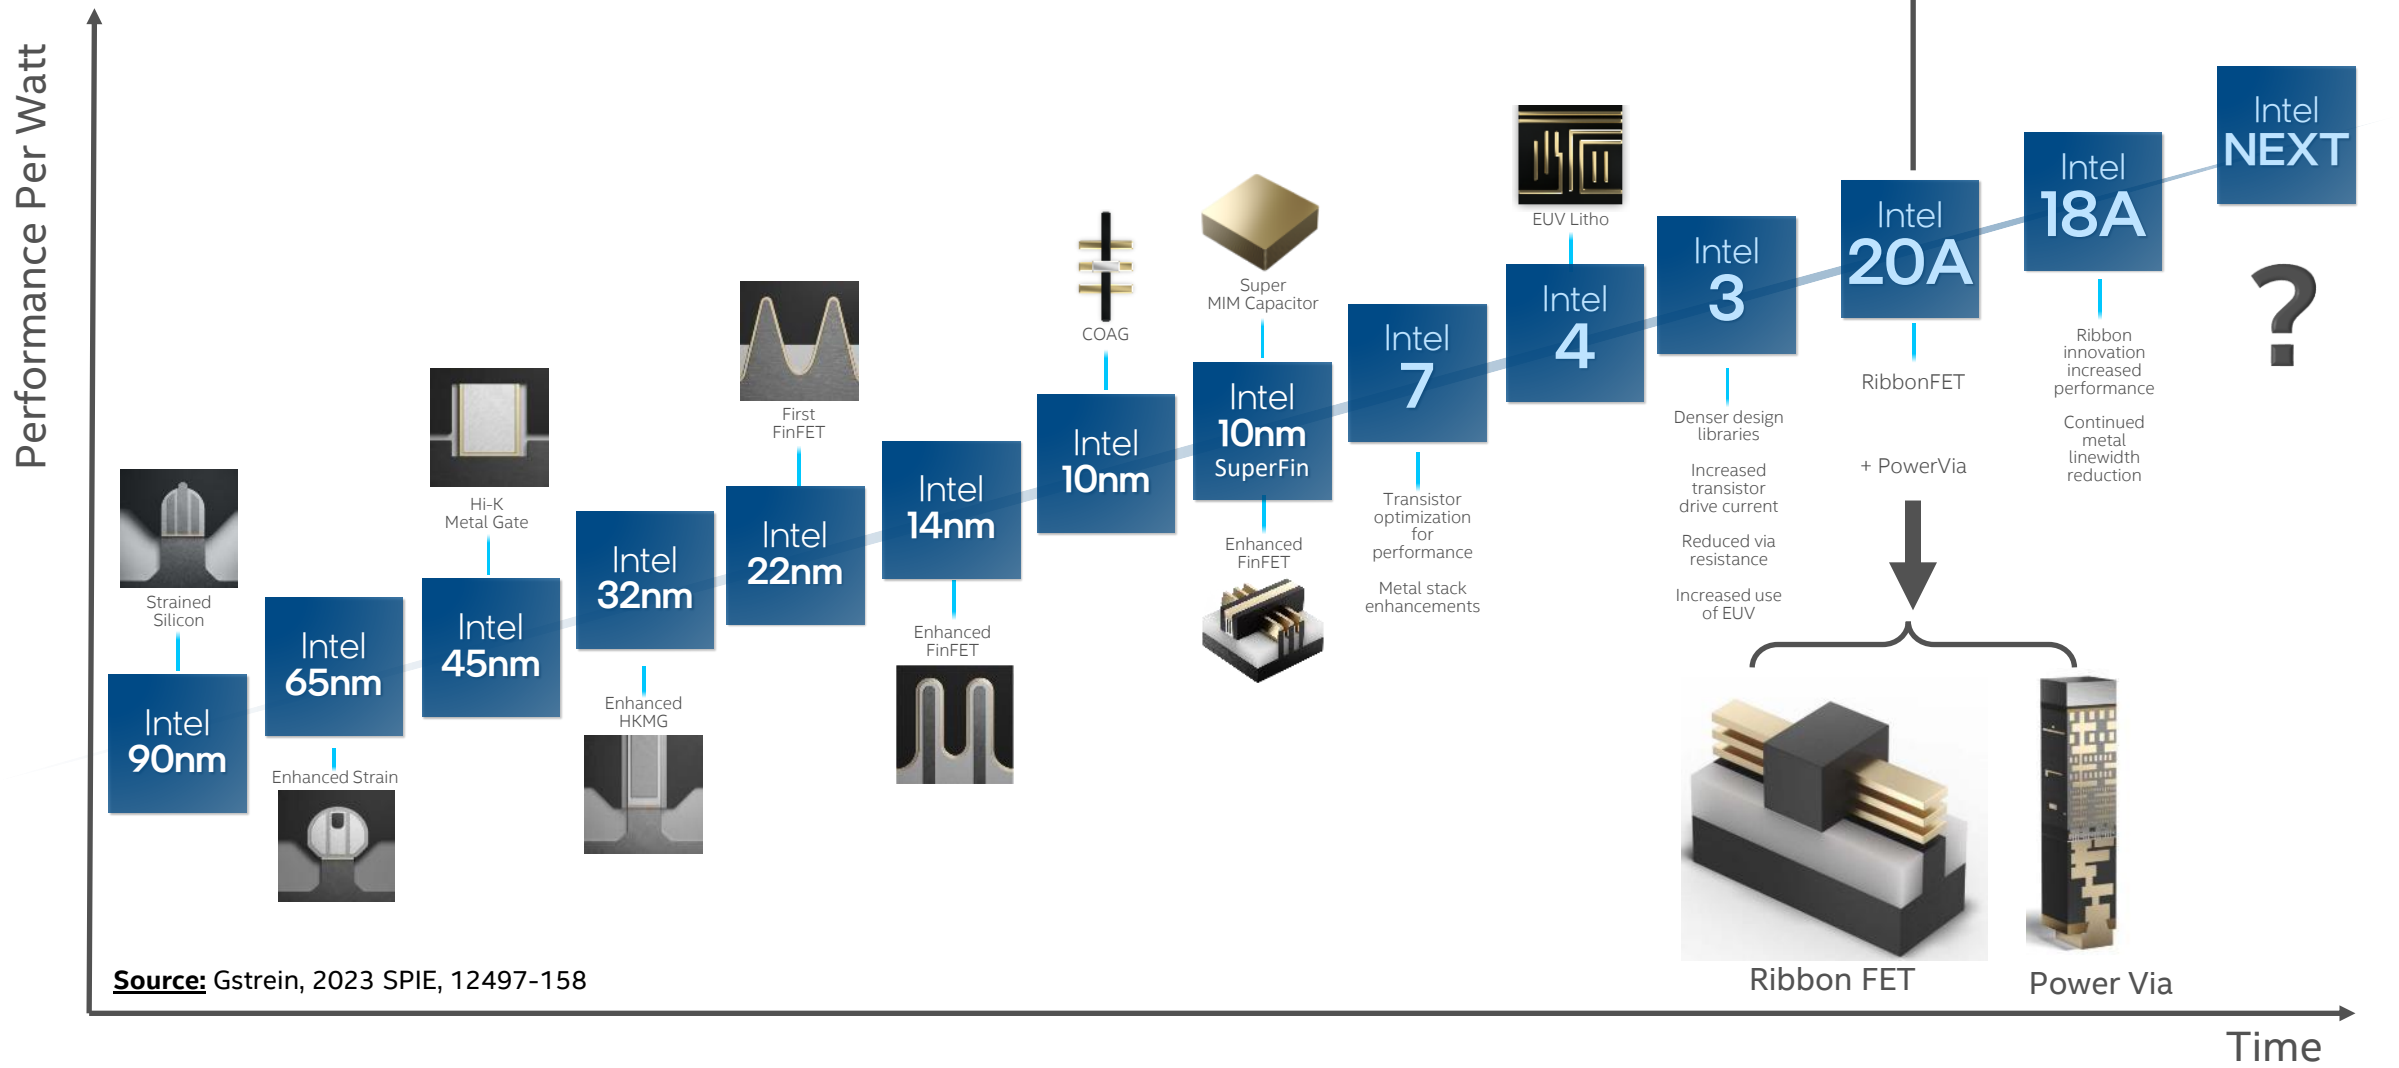 Performance Per Watt
Strained
Silicon
Intel
90nm
Intel
65nm
Enhanced Strain
Hi-K
Metal Gate
Intel
45nm
Intel
32nm
Enhanced
HKMG
First
FinFET
Intel
22nm
Intel
14nm
Enhanced
FinFET
COAG
Intel
10nm
Super
MIM Capacitor
Intel
10nm
SuperFin
Enhanced
FinFET
Intel
7
Transistor
optimization
for
performance
Metal stack
enhancements
EUV Litho
Intel
4
Intel
3
Denser design
libraries
Increased
transistor
drive current
Reduced via
resistance
Increased use
of EUV
Intel
20A
RibbonFET
+ PowerVia
Ribbon FET
Power Via
Intel
18A
Ribbon
innovation
increased
performance
Continued
metal
linewidth
reduction
Intel
NEXT
?
Source: Gstrein, 2023 SPIE, 12497-158
Time